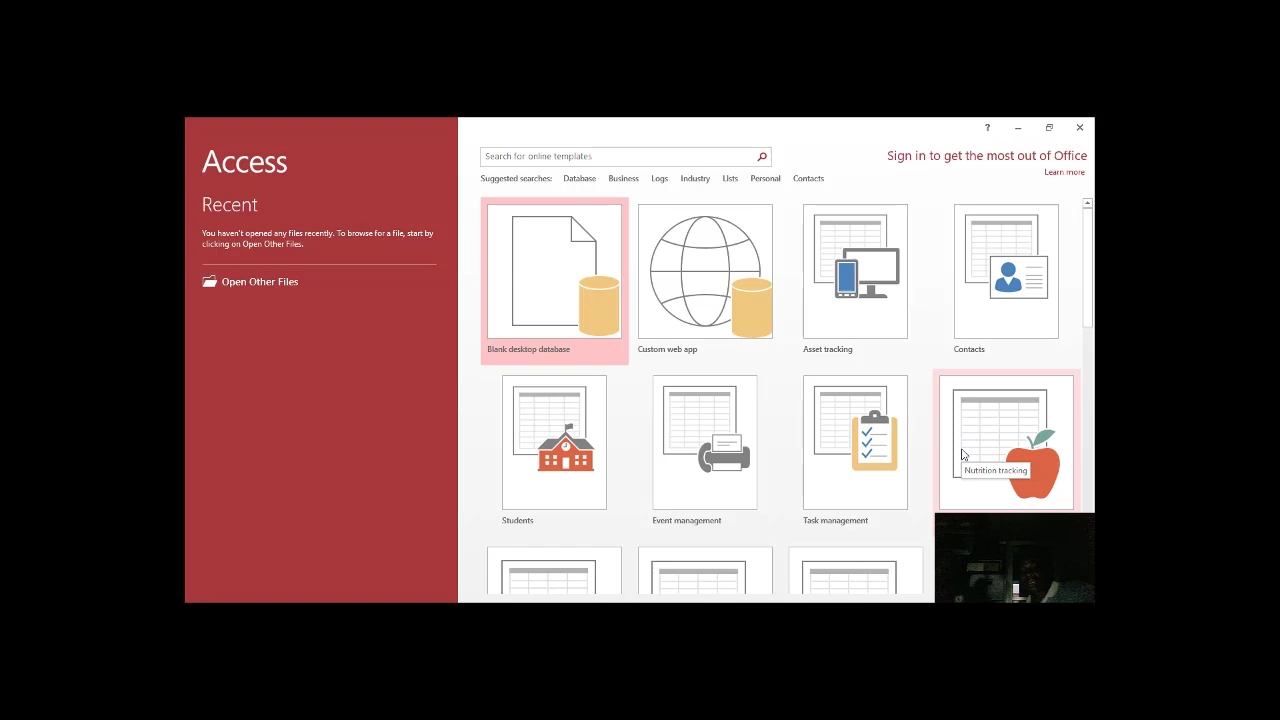 Access
Recent
You haven't opened any files recently. To browse for a file, start by
clicking on Open Other Files.
Open Other Files
?
Search for online templates
Sign in to get the most out of Office
Learn more
Suggested searches: Database Business Logs Industry Lists Personal Contacts
Blank desktop database
Custom web app
Asset tracking
Contacts
Students
Event management
Task management
Nutrition tracking